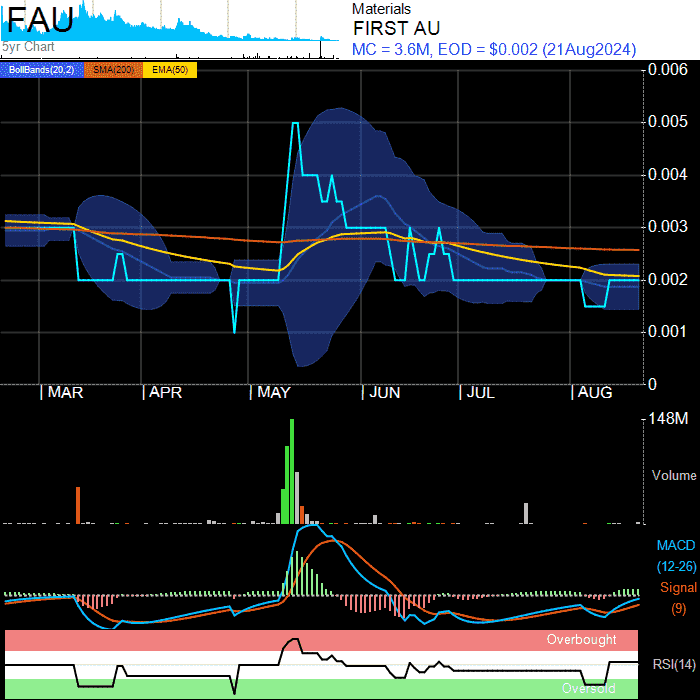 FAU
5yr Chart
Materials
FIRST AU
MC = 3.6M, EOD = $0.002 (21Aug2024)
BollBands(20,2) SMA(200) EMA(50)
0.006
0.005
0.004
0.003
0.002
0.001
0
MAR APR MAY JUN JUL AUG
148M
Volume
MACD
(12-26)
Signal
(9)
Overbought
RSI(14)
Oversold